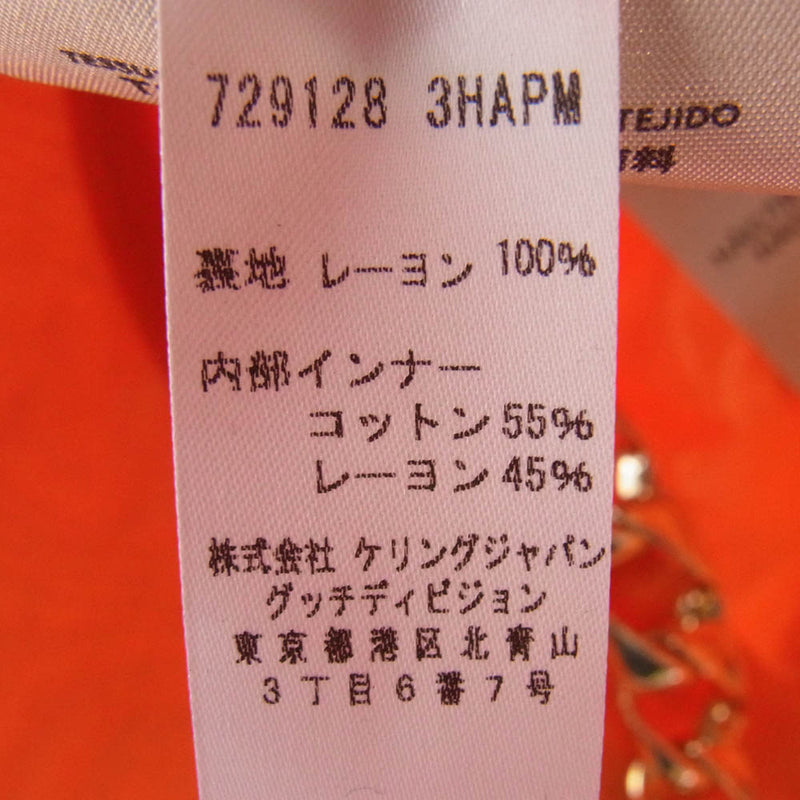 729128 3HAPM
TEJIDO
裏地 レーヨン 100%
内部インナー
コットン 55%
レーヨン 45%
株式会社 ケリングジャパン
グッチディビジョン
東京都港区北青山
3丁目6番7号